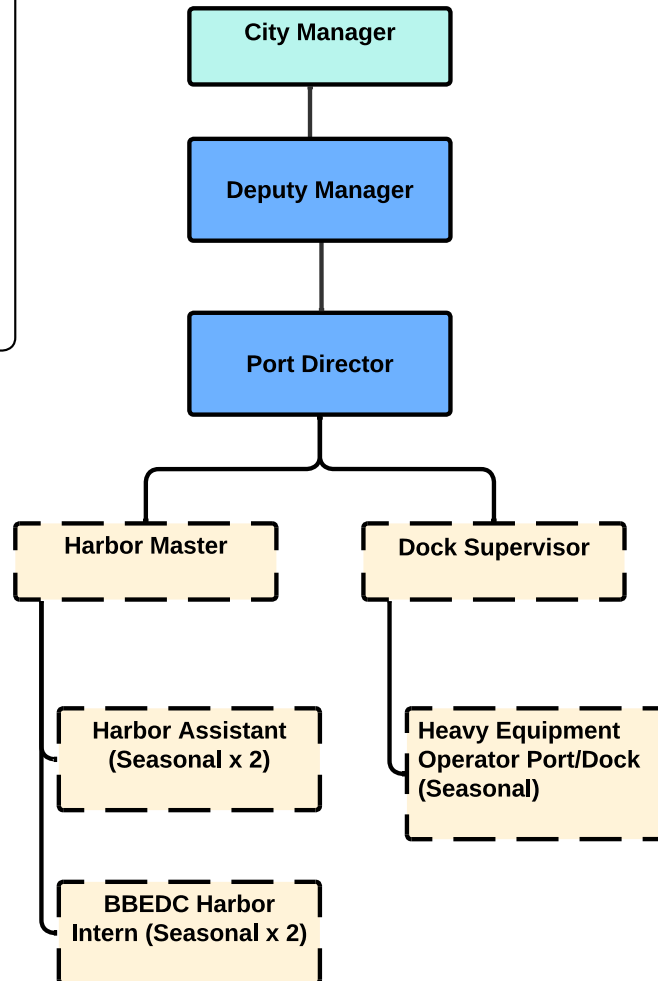 City Manager
Deputy Manager
Port Director
Harbor Master
Dock Supervisor
Harbor Assistant
(Seasonal x 2)
Heavy Equipment
Operator Port/Dock
(Seasonal)
BBEDC Harbor
Intern (Seasonal x 2)